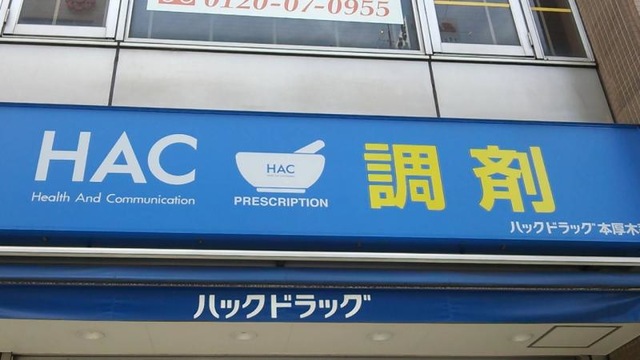 0120-07-0955
HAC
Health And Communication
HAC
PRESCRIPTION
調剤
ハックドラッグ本厚木
ハックドラッグ